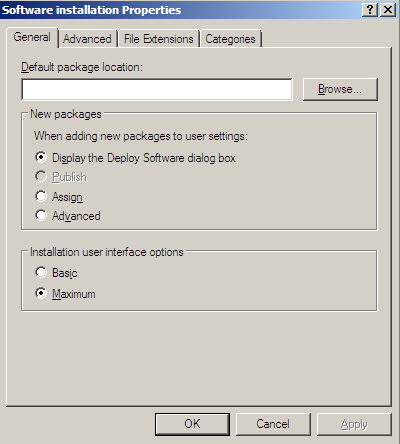 Software installation Properties
General Advanced File Extensions Categories
Default package location:
Browse...
New packages
When adding new packages to user settings:
Display the Deploy Software dialog box
Publish
Assign
Advanced
Installation user interface options
Basic
Maximum
OK Cancel Apply